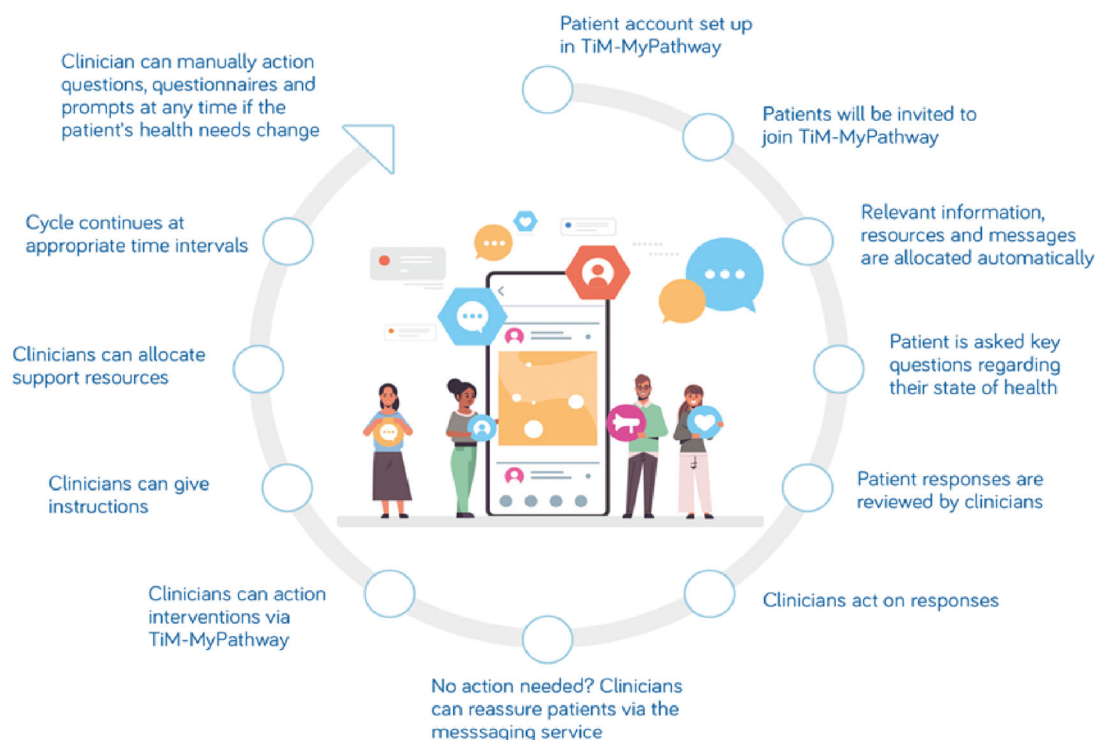 Patient account set up
in TiM-MyPathway
Patients will be invited to
join TiM-MyPathway
Relevant information,
resources and messages
are allocated automatically
Patient is asked key
questions regarding
their state of health
Patient responses are
reviewed by clinicians
Clinicians act on responses
No action needed? Clinicians
can reassure patients via the
messsaging service
Clinicians can action
interventions via
TiM-MyPathway
Clinicians can give
instructions
Clinicians can allocate
support resources
Cycle continues at
appropriate time intervals
Clinician can manually action
questions, questionnaires and
prompts at any time if the
patient's health needs change